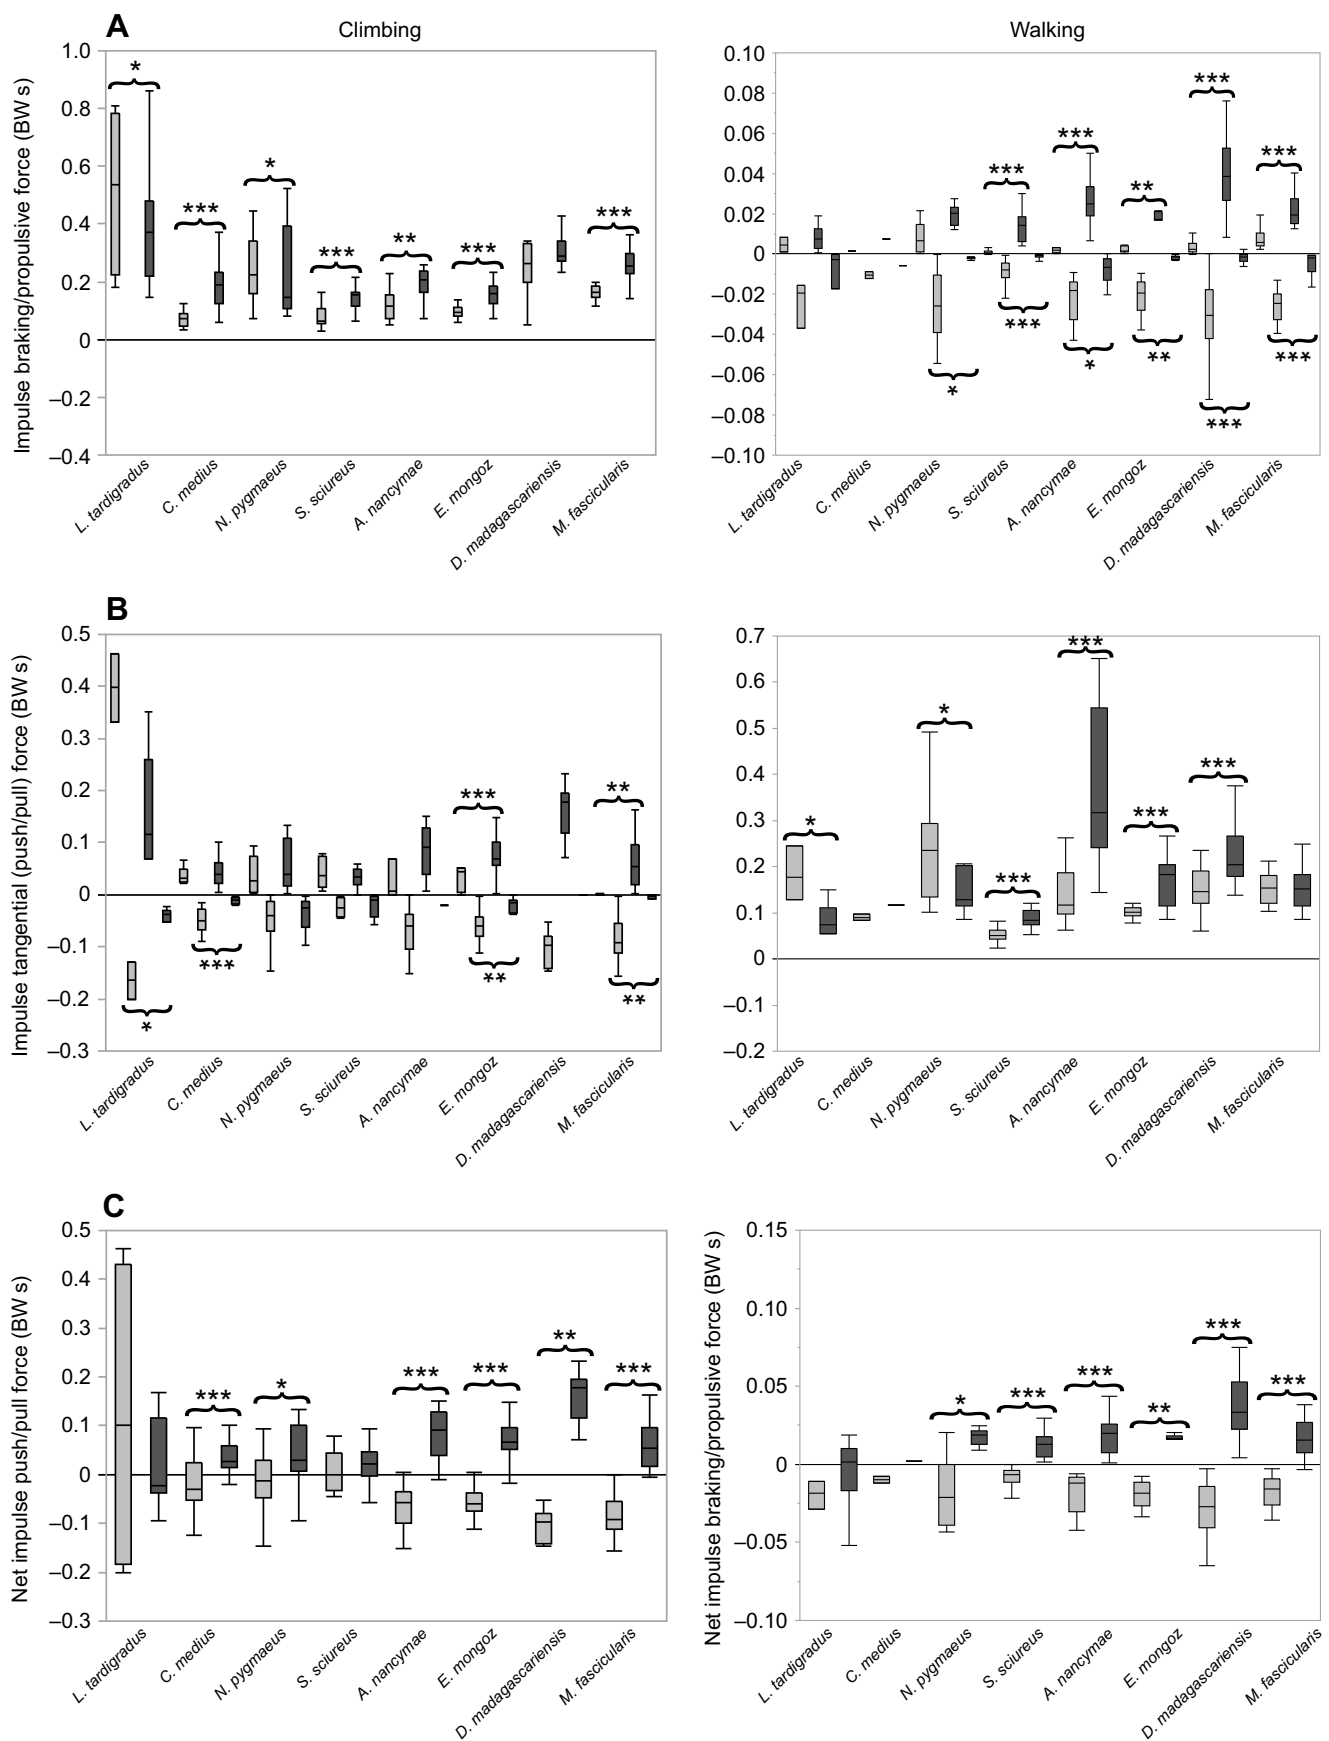 A
Climbing
Walking
Impulse braking/propulsive force (BW s)
1.0
0.8
0.6
0.4
0.2
0
–0.2
–0.4
*
***
*
***
**
***
***
L. tardigradus
C. medius
N. pygmaeus
S. sciureus
A. nancymae
E. mongoz
D. madagascariensis
M. fascicularis
0.10
0.08
0.06
0.04
0.02
0
–0.02
–0.04
–0.06
–0.08
–0.10
***
***
**
***
***
*
***
*
**
***
***
L. tardigradus
C. medius
N. pygmaeus
S. sciureus
A. nancymae
E. mongoz
D. madagascariensis
M. fascicularis
B
Impulse tangential (push/pull) force (BW s)
0.5
0.4
0.3
0.2
0.1
0
–0.1
–0.2
–0.3
***
**
*
***
**
**
L. tardigradus
C. medius
N. pygmaeus
S. sciureus
A. nancymae
E. mongoz
D. madagascariensis
M. fascicularis
0.7
0.6
0.5
0.4
0.3
0.2
0.1
0
–0.1
–0.2
*
*
***
***
***
***
L. tardigradus
C. medius
N. pygmaeus
S. sciureus
A. nancymae
E. mongoz
D. madagascariensis
M. fascicularis
C
Net impulse push/pull force (BW s)
0.5
0.4
0.3
0.2
0.1
0
–0.1
–0.2
–0.3
***
*
***
***
**
***
L. tardigradus
C. medius
N. pygmaeus
S. sciureus
A. nancymae
E. mongoz
D. madagascariensis
M. fascicularis
Net impulse braking/propulsive force (BW s)
0.15
0.10
0.05
0
–0.05
–0.10
*
***
***
**
***
***
L. tardigradus
C. medius
N. pygmaeus
S. sciureus
A. nancymae
E. mongoz
D. madagascariensis
M. fascicularis